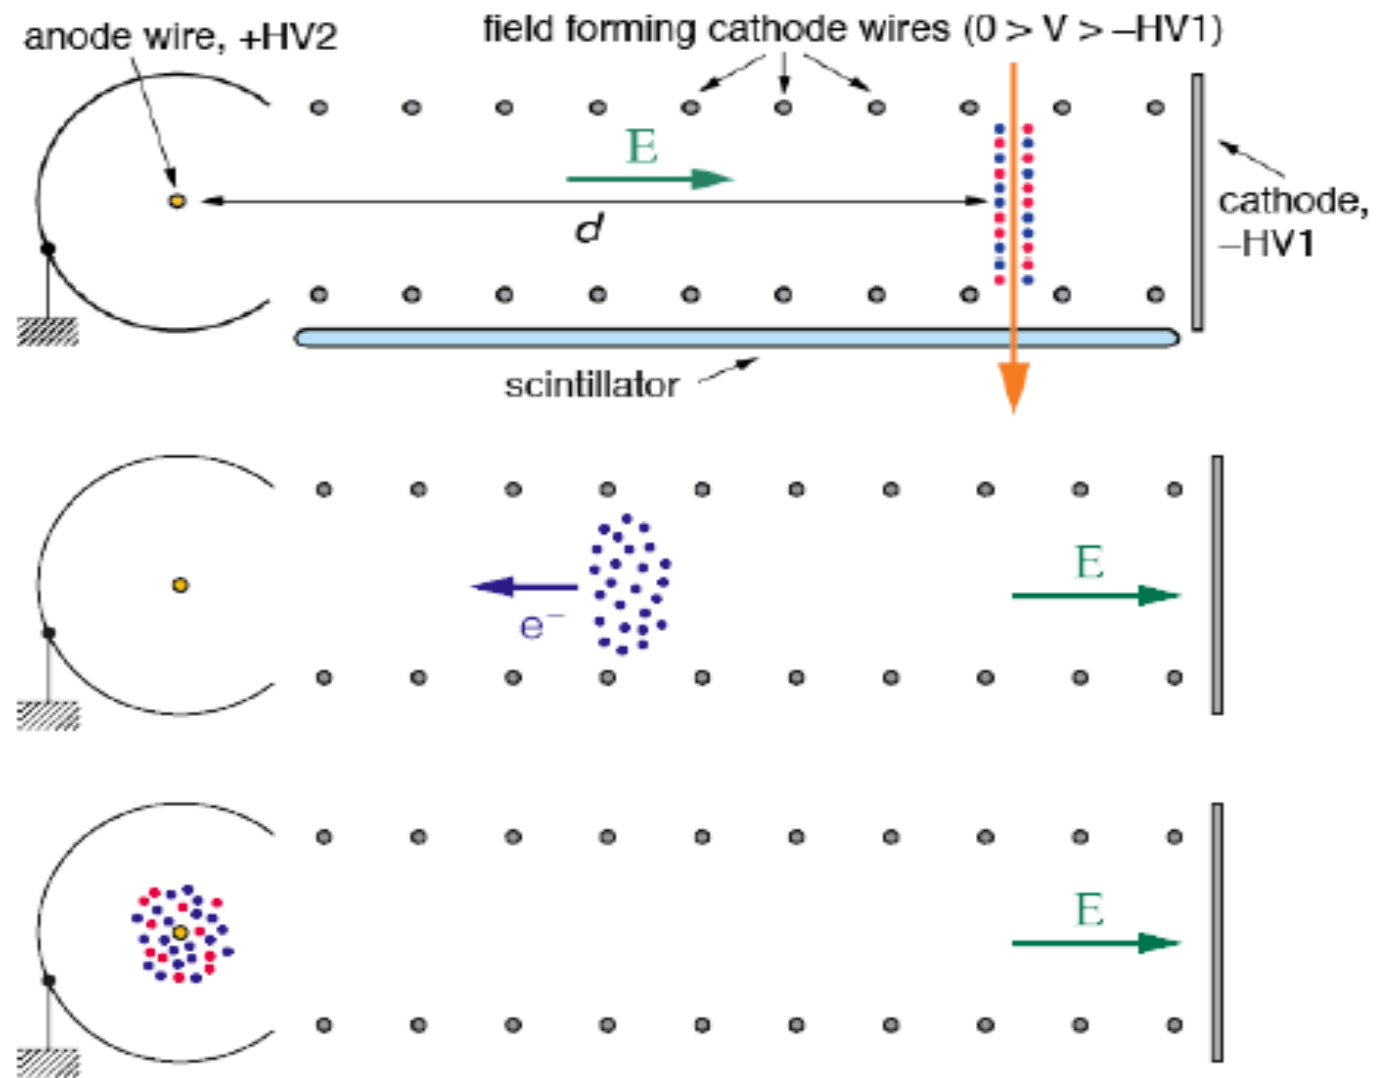 anode wire, +HV2
field forming cathode wires (0 > V > –HV1)
E
d
cathode,
–HV1
scintillator
E
e⁻
E